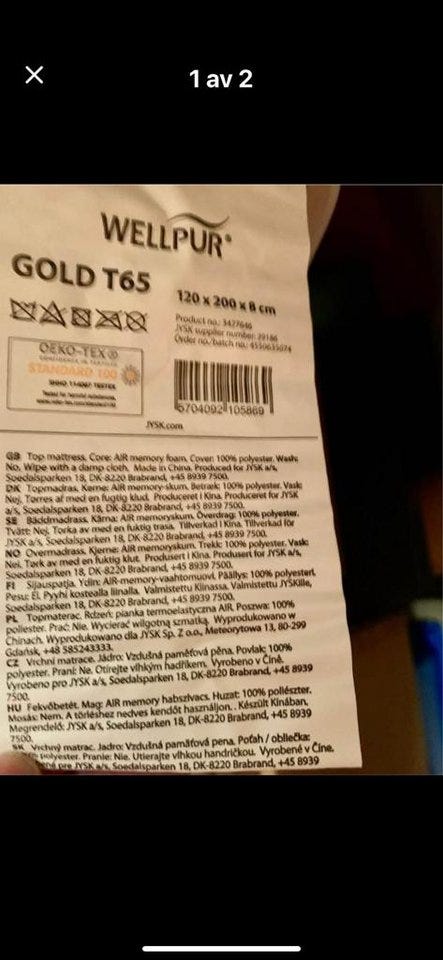 1 av 2
WELLPUR®
GOLD T65
120 x 200 x 8 cm
Product no.: 3427646
JYSK supplier number: 29186
Order no./batch no.: 4550635074
OEKO-TEX®
CONFIDENCE IN TEXTILES
STANDARD 100
5704092 105869
JYSK.com
GB Top mattress. Core: AIR memory foam. Cover: 100% polyester. Wash:
No. Wipe with a damp cloth. Made in China. Produced for JYSK a/s,
Soedalsparken 18, DK-8220 Brabrand, +45 8939 7500.
DK Topmadras. Kerne: AIR memory-skum. Betræk: 100% polyester. Vask:
Nej. Tørres af med en fugtig klud. Produceret i Kina. Produceret for JYSK
a/s, Soedalsparken 18, DK-8220 Brabrand, +45 8939 7500.
SE Bäddmadrass. Kärna: AIR memoryskum. Överdrag: 100% polyester.
Tvätt: Nej. Torka av med en fuktig trasa. Tillverkad i Kina. Tillverkad för
JYSK a/s, Soedalsparken 18, DK-8220 Brabrand, +45 8939 7500.
NO Overmadrass. Kjerne: AIR memoryskum. Trekk: 100% polyester. Vask:
Nei. Tørk av med en fuktig klut. Produsert i Kina. Produsert for JYSK a/s,
Soedalsparken 18, DK-8220 Brabrand, +45 8939 7500.
FI Sijauspatja. Ydin: AIR-memory-vaahtomuovi. Päällys: 100% polyesteri.
Pesu: Ei. Pyyhi kostealla liinalla. Valmistettu Kiinassa. Valmistettu JYSKille,
Soedalsparken 18, DK-8220 Brabrand, +45 8939 7500.
PL Topmaterac. Rdzeń: pianka termoelastyczna AIR. Poszwa: 100%
poliester. Prać: Nie. Wycierać wilgotną szmatką. Wyprodukowano w
Chinach. Wyprodukowano dla JYSK Sp. Z o.o., Meteorytowa 13, 80-299
Gdańsk, +48 585243333.
CZ Vrchní matrace. Jádro: Vzdušná paměťová pěna. Povlak: 100%
polyester. Praní: Ne. Otírejte vlhkým hadříkem. Vyrobeno v Číně.
Vyrobeno pro JYSK a/s, Soedalsparken 18, DK-8220 Brabrand, +45 8939
7500.
HU Fekvőbetét. Mag: AIR memory habszivacs. Huzat: 100% poliészter.
Mosás: Nem. A törléshez nedves kendőt használjon. . Készült Kínában.
Megrendelő: JYSK a/s, Soedalsparken 18, DK-8220 Brabrand, +45 8939
7500.
SK Vrchný matrac. Jadro: Vzdušná pamäťová pena. Poťah / obliečka:
polyester. Pranie: Nie. Utierajte vlhkou handričkou. Vyrobené v Číne.
pre JYSK a/s, Soedalsparken 18, DK-8220 Brabrand, +45 8939